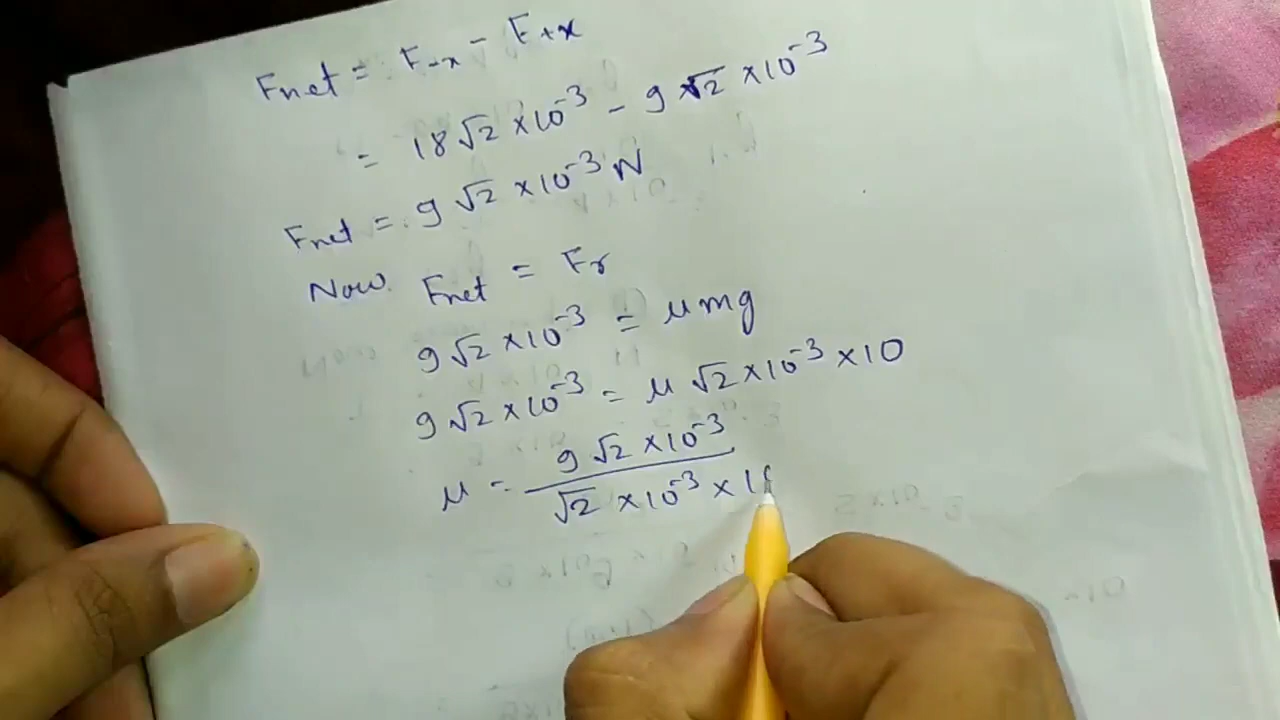 Fnet = F-x - F+x
= 18√2 ×10⁻³ - 9√2 ×10⁻³
Fnet = 9√2 ×10⁻³ N
Now Fnet = Fr
9√2 ×10⁻³ = μmg
9√2 ×10⁻³ = μ √2 ×10⁻³ ×10
μ = 9√2 ×10⁻³ / √2 ×10⁻³ ×10